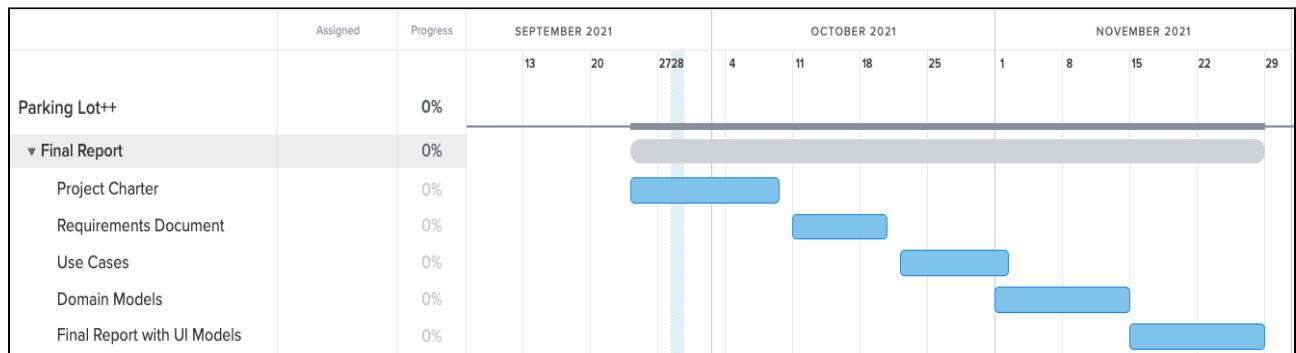 Assigned Progress SEPTEMBER 2021 OCTOBER 2021 NOVEMBER 2021
13 20 27 28 4 11 18 25 1 8 15 22 29
Parking Lot++ 0%
▼ Final Report 0%
Project Charter 0%
Requirements Document 0%
Use Cases 0%
Domain Models 0%
Final Report with UI Models 0%